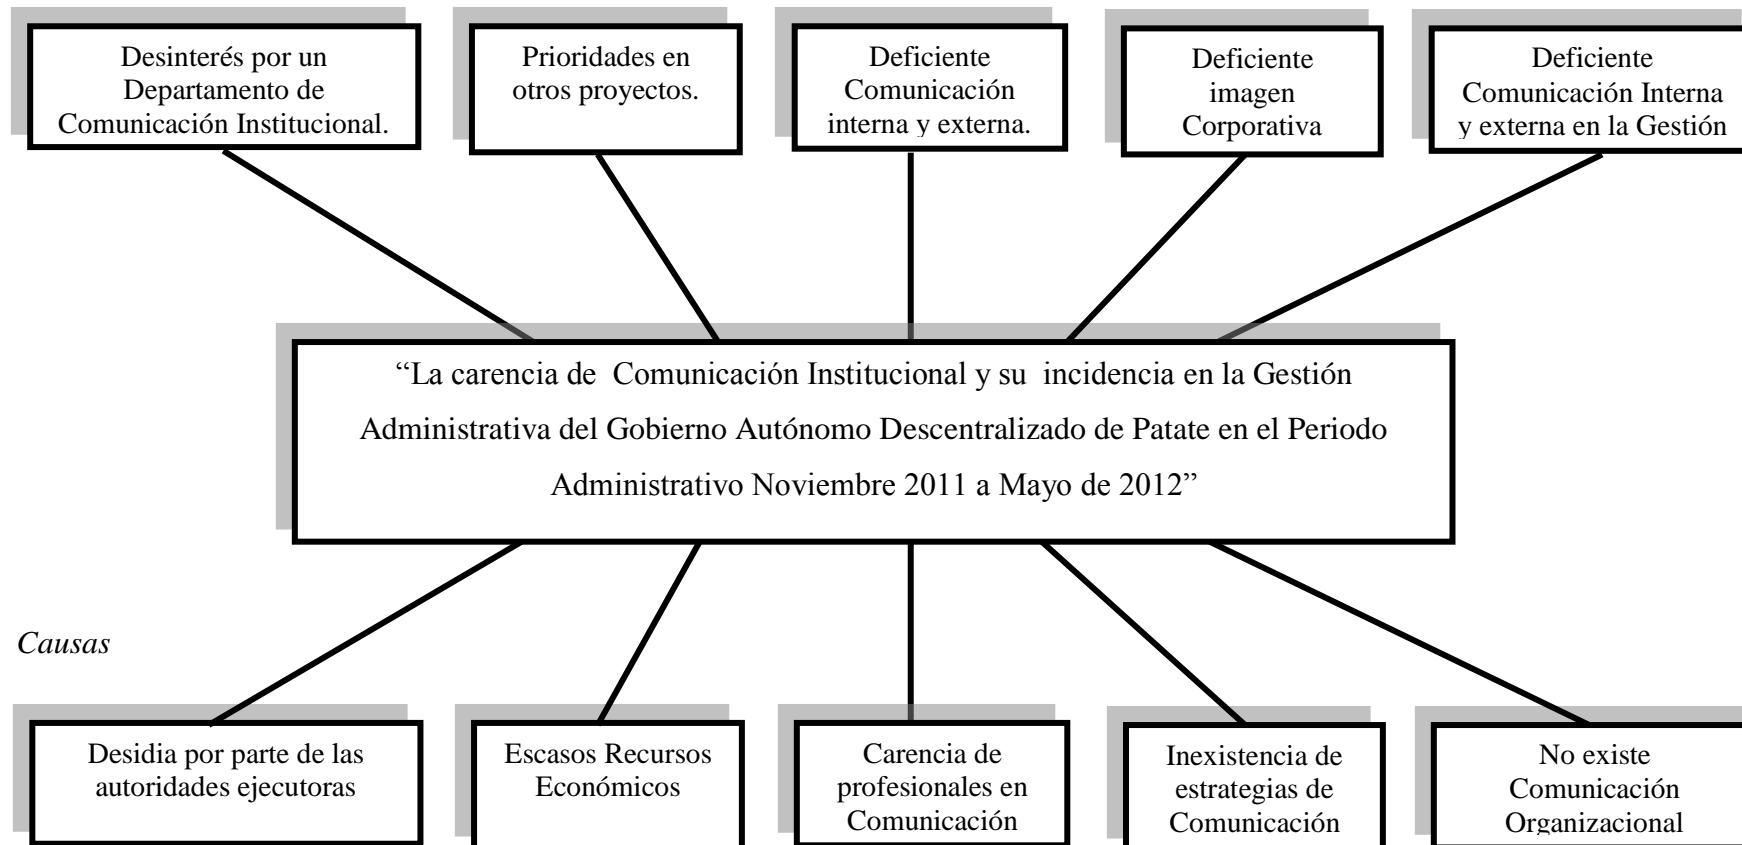 Desinterés por un
Departamento de
Comunicación Institucional.
Prioridades en
otros proyectos.
Deficiente
Comunicación
interna y externa.
Deficiente
imagen
Corporativa
Deficiente
Comunicación Interna
y externa en la Gestión
“La carencia de  Comunicación Institucional y su  incidencia en la Gestión
Administrativa del Gobierno Autónomo Descentralizado de Patate en el Periodo
Administrativo Noviembre 2011 a Mayo de 2012”
Causas
Desidia por parte de las
autoridades ejecutoras
Escasos Recursos
Económicos
Carencia de
profesionales en
Comunicación
Inexistencia de
estrategias de
Comunicación
No existe
Comunicación
Organizacional